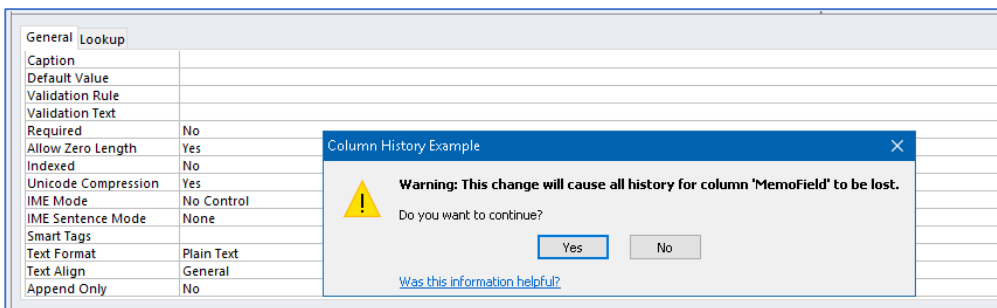 General Lookup
Caption
Default Value
Validation Rule
Validation Text
Required No
Allow Zero Length Yes
Indexed No
Unicode Compression Yes
IME Mode No Control
IME Sentence Mode None
Smart Tags
Text Format Plain Text
Text Align General
Append Only No
Column History Example
Warning: This change will cause all history for column 'MemoField' to be lost.
Do you want to continue?
Yes No
Was this information helpful?